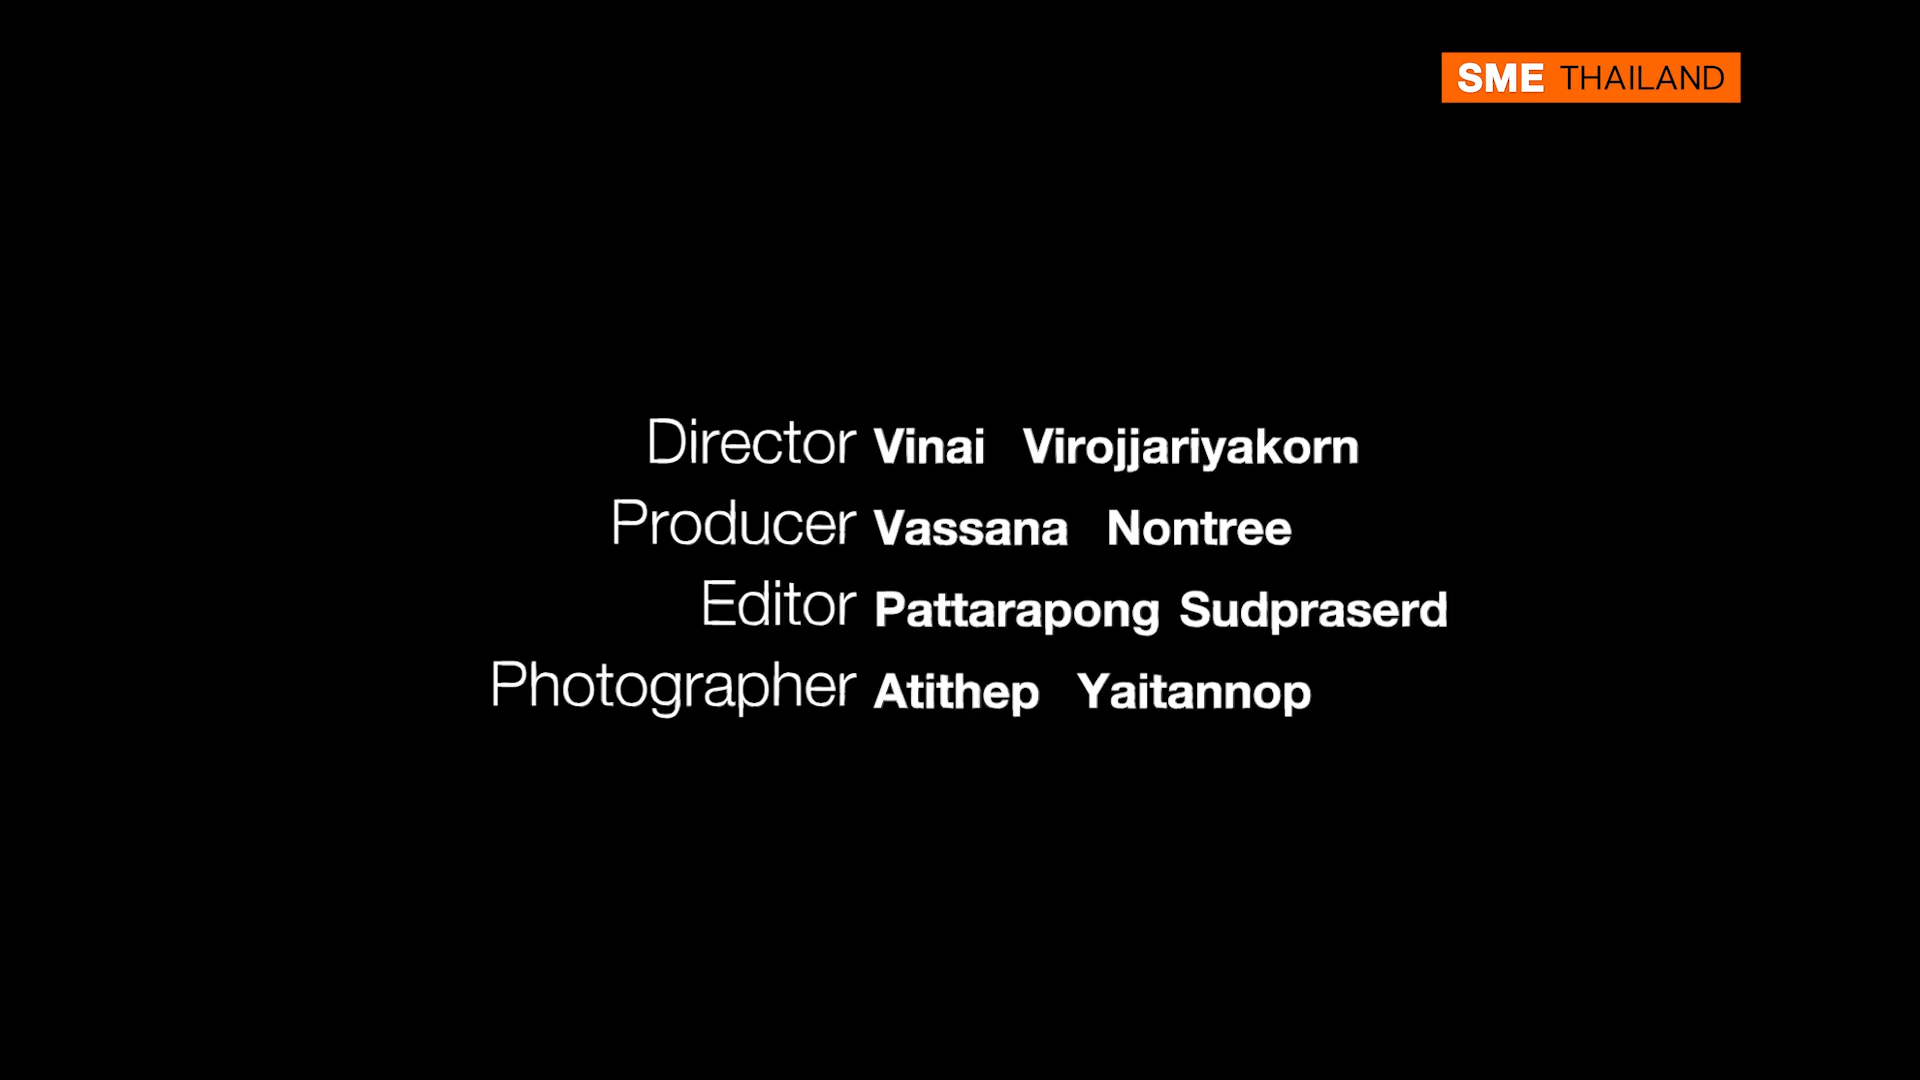 SME THAILAND
Director Vinai Virojjariyakorn
Producer Vassana Nontree
Editor Pattarapong Sudpraserd
Photographer Atithep Yaitannop